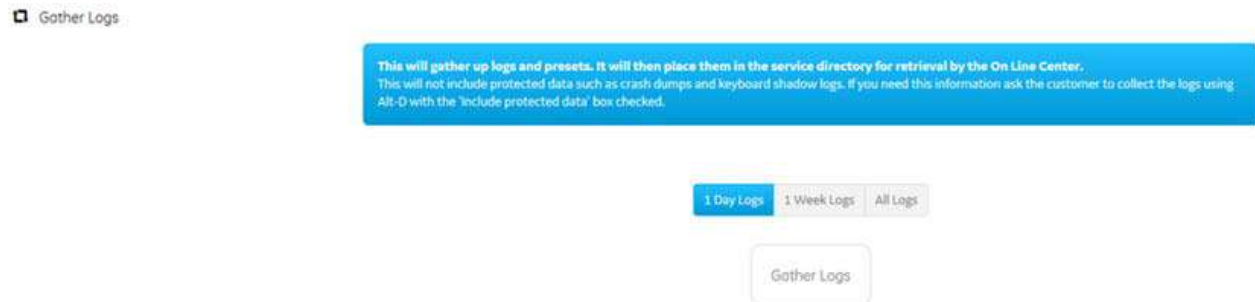 Gather Logs
This will gather up logs and presets. It will then place them in the service directory for retrieval by the On Line Center.
This will not include protected data such as crash dumps and keyboard shadow logs. If you need this information ask the customer to collect the logs using
Alt-D with the 'include protected data' box checked.
1 Day Logs 1 Week Logs All Logs
Gather Logs